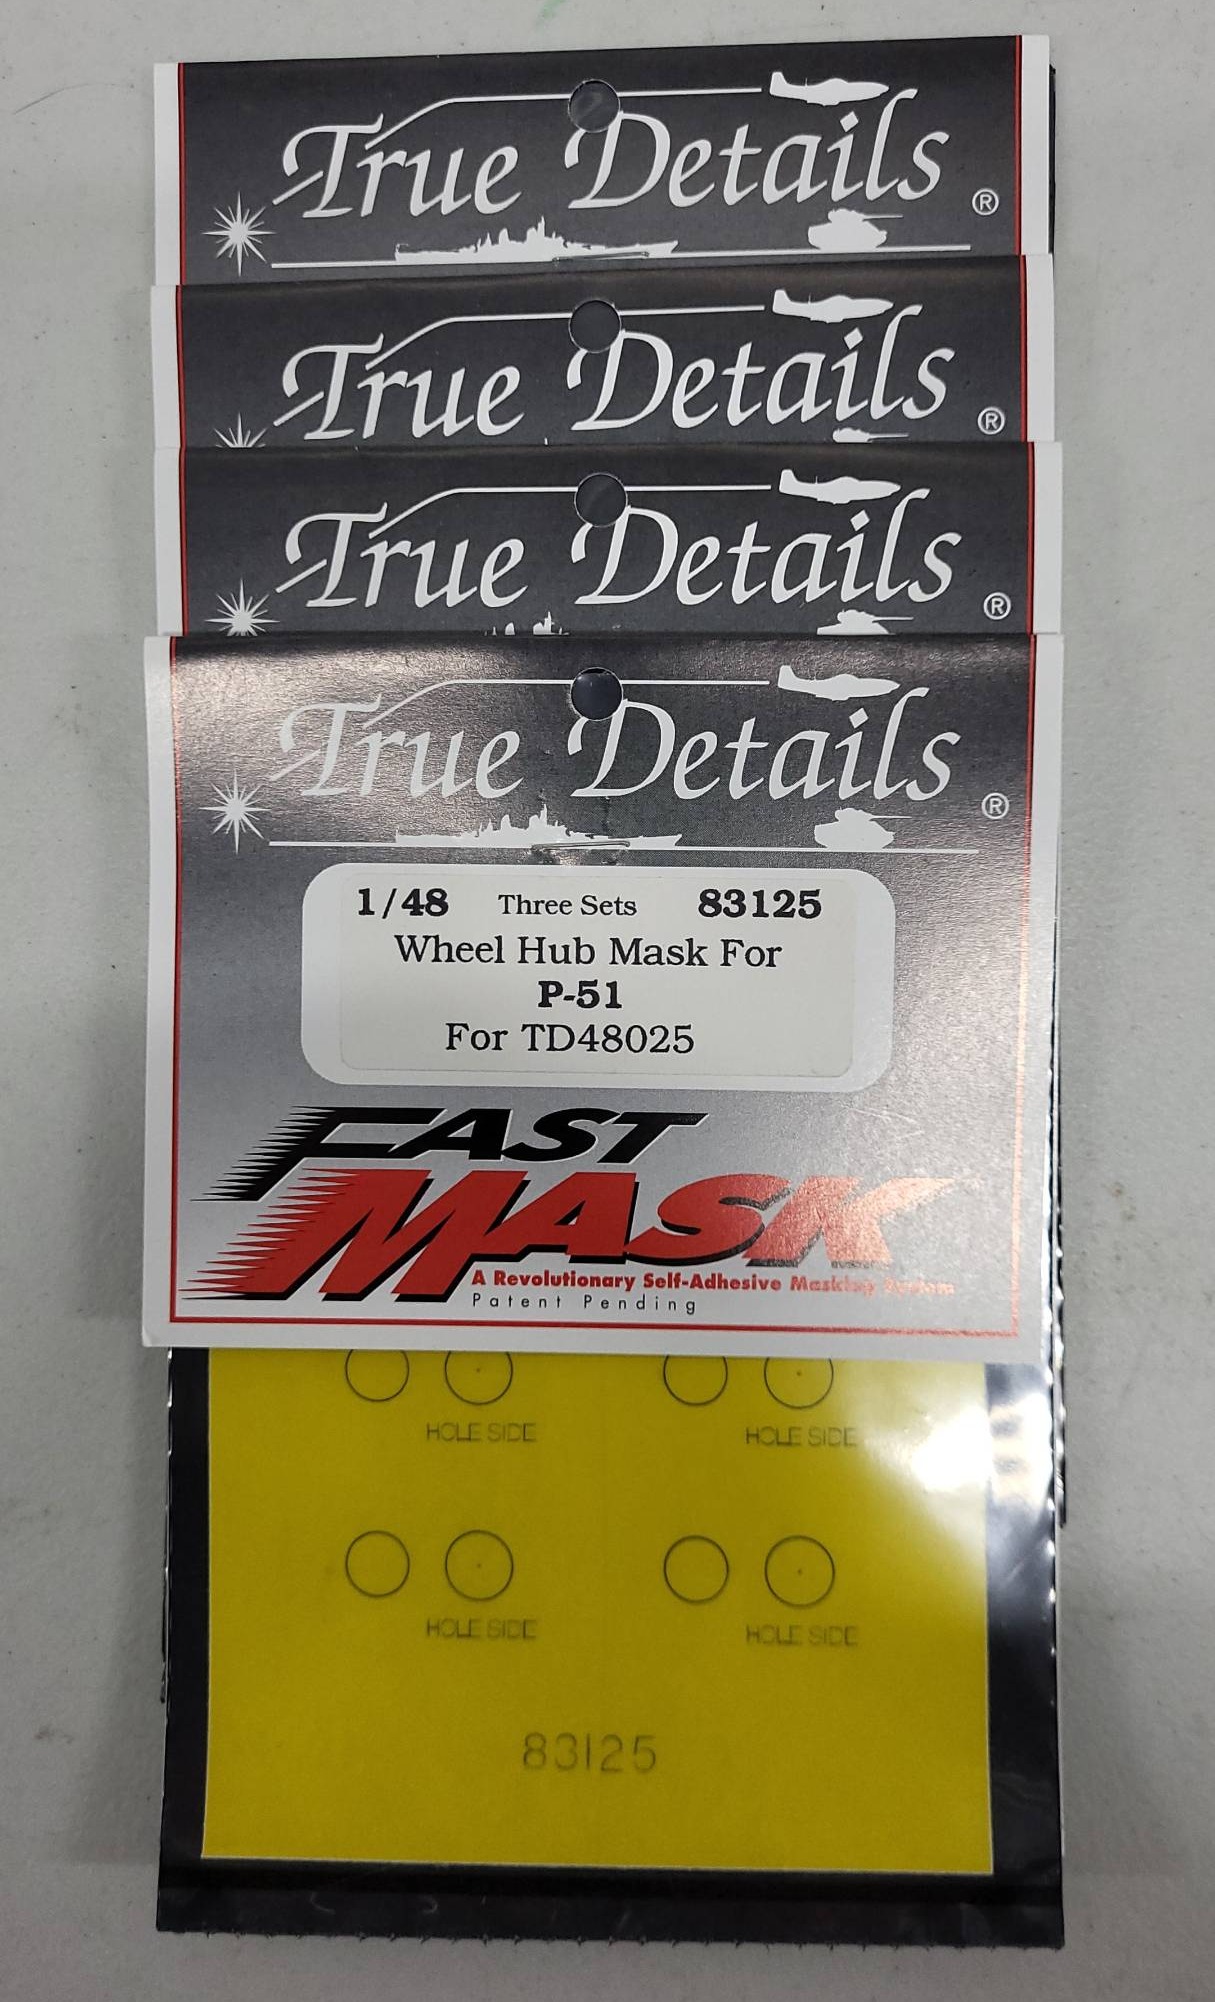 True Details ®
True Details ®
True Details ®
True Details ®
1/48 Three Sets 83125
Wheel Hub Mask For
P-51
For TD48025
FAST
MASK
A Revolutionary Self-Adhesive Masking System
Patent Pending
HOLE SIDE HOLE SIDE
HOLE SIDE HOLE SIDE
83125